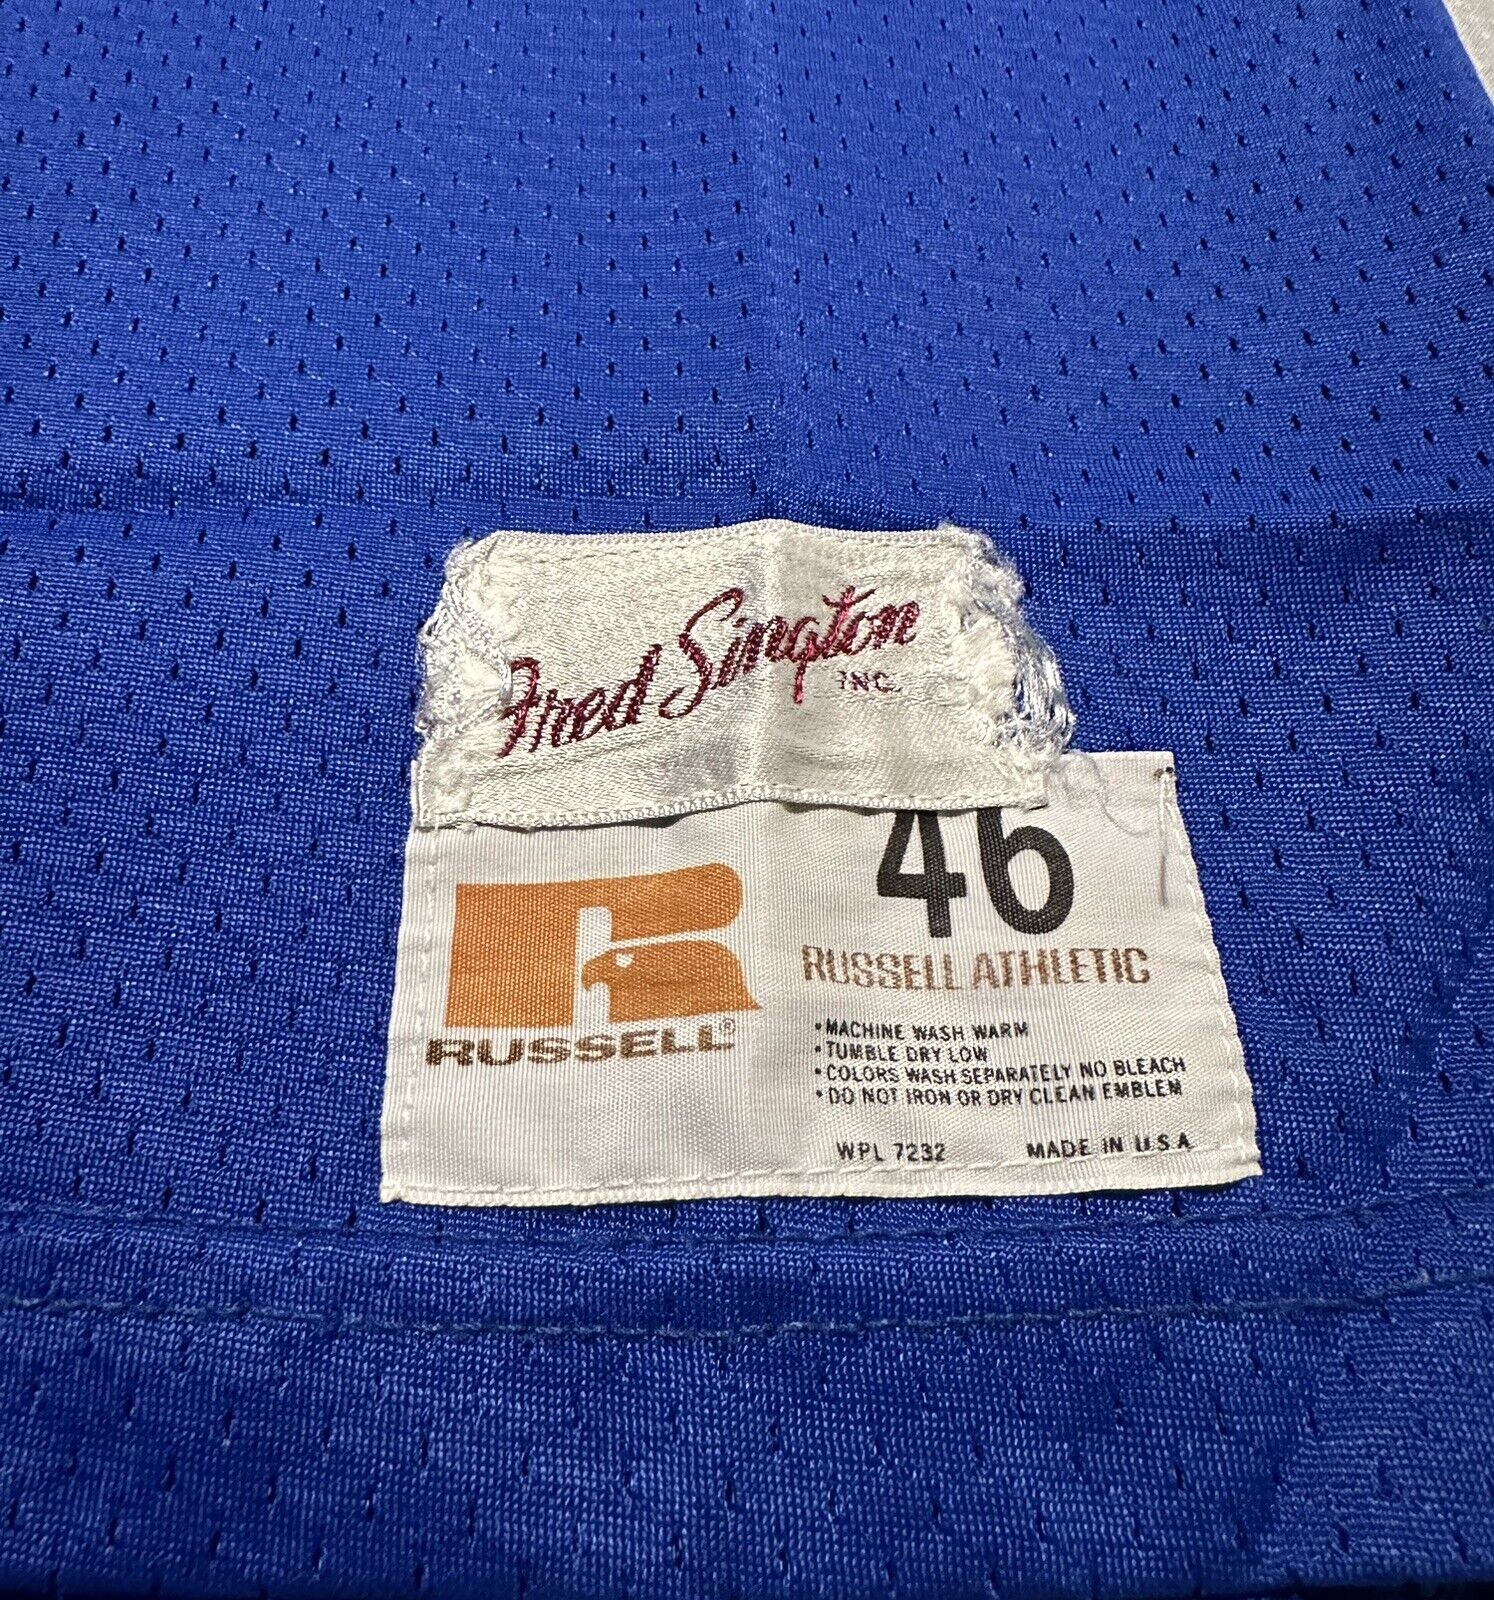 Fred Sington
INC.
46
RUSSELL ATHLETIC
RUSSELL®
• MACHINE WASH WARM
• TUMBLE DRY LOW
• COLORS WASH SEPARATELY NO BLEACH
• DO NOT IRON OR DRY CLEAN EMBLEM
WPL 7232 MADE IN U.S.A